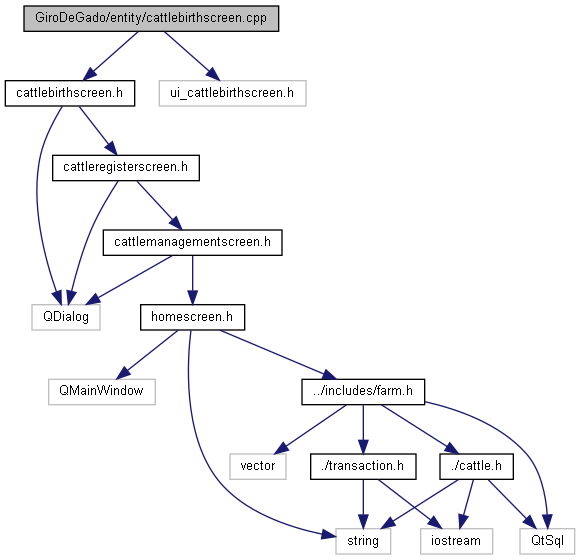 GiroDeGado/entity/cattlebirthscreen.cpp
cattlebirthscreen.h
ui_cattlebirthscreen.h
cattleregisterscreen.h
cattlemanagementscreen.h
QDialog
homescreen.h
QMainWindow
../includes/farm.h
vector
./transaction.h
./cattle.h
string
iostream
QtSql